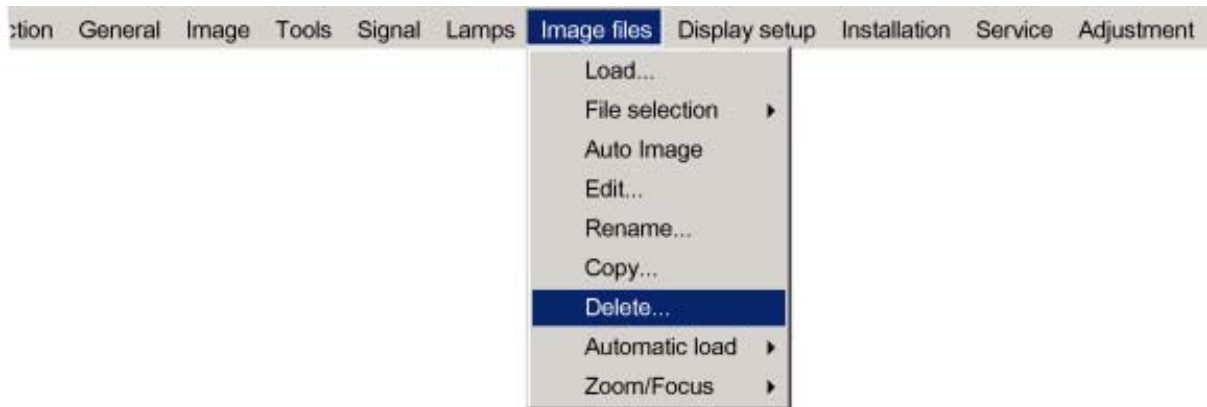 ction General Image Tools Signal Lamps Image files Display setup Installation Service Adjustment
Load...
File selection
Auto Image
Edit...
Rename...
Copy...
Delete...
Automatic load
Zoom/Focus